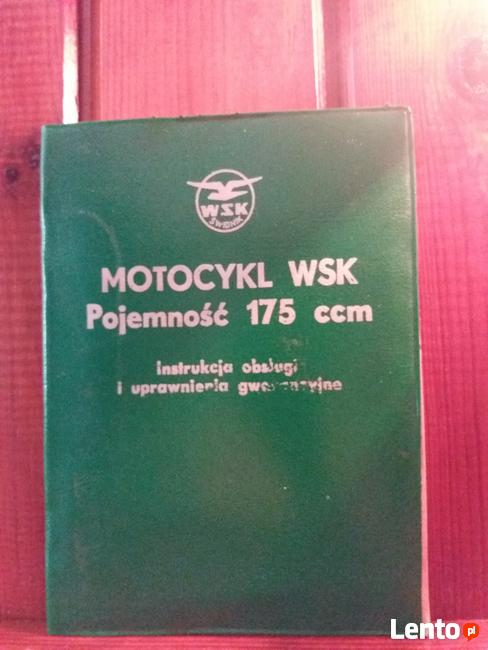 WSK
ŚWIDNIK
MOTOCYKL WSK
Pojemność 175 ccm
Instrukcja obsługi
i uprawnienia gwarancyjne
Lento.pl